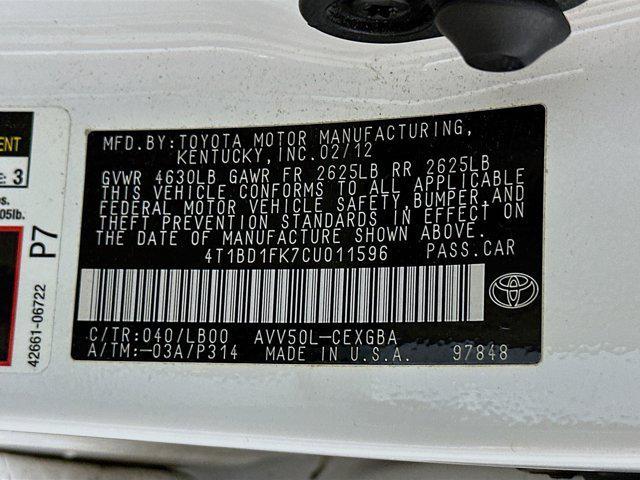 MFD.BY:TOYOTA MOTOR MANUFACTURING,
KENTUCKY, INC.02/12
GVWR 4630LB GAWR FR 2625LB RR 2625LB
THIS VEHICLE CONFORMS TO ALL APPLICABLE
FEDERAL MOTOR VEHICLE SAFETY, BUMPER, AND
THEFT PREVENTION STANDARDS IN EFFECT ON
THE DATE OF MANUFACTURE SHOWN ABOVE.
4T1BD1FK7CU011596 PASS.CAR
C/TR:040/LB00 AVV50L-CEXGBA
A/TM:-03A/P314 MADE IN U.S.A. 97848
3
05lb.
P7
42661-06722